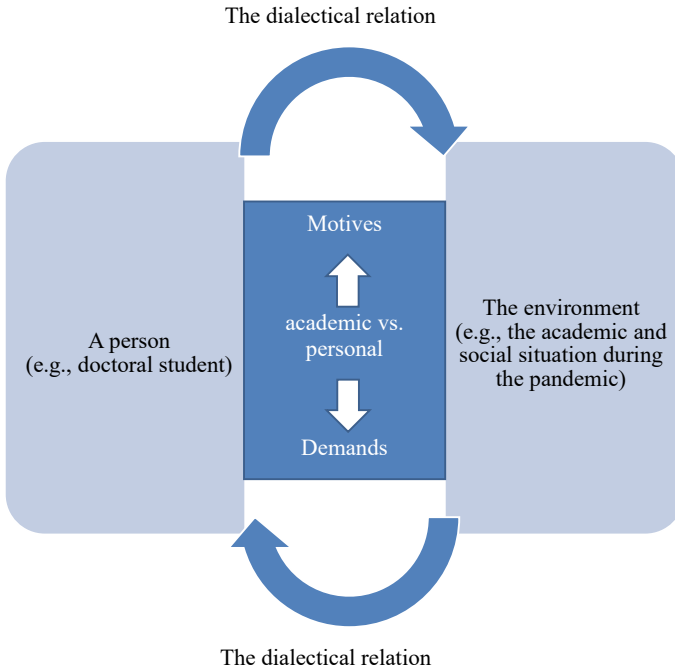 The dialectical relation
Motives
academic vs.
personal
Demands
A person
(e.g., doctoral student)
The environment
(e.g., the academic and
social situation during
the pandemic)
The dialectical relation